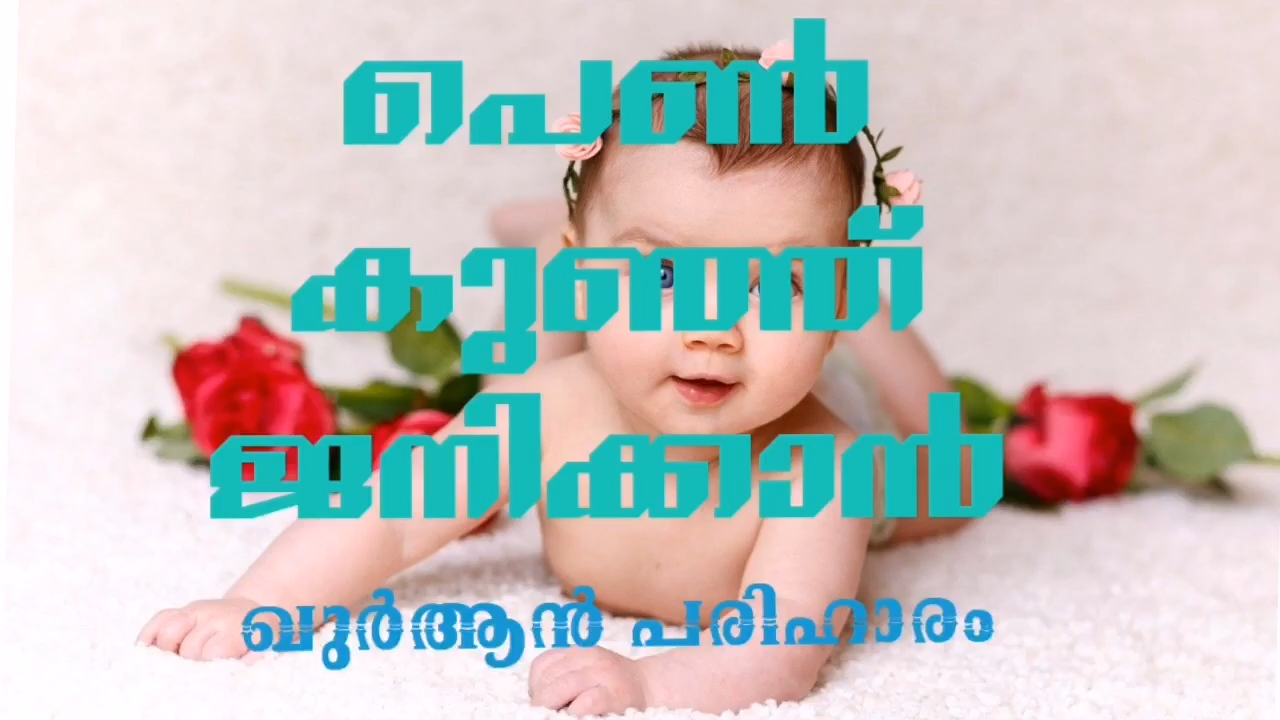 പെൺ
കുഞ്ഞ്
ജനിക്കാൻ
ഖുർആൻ പരിഹാരം